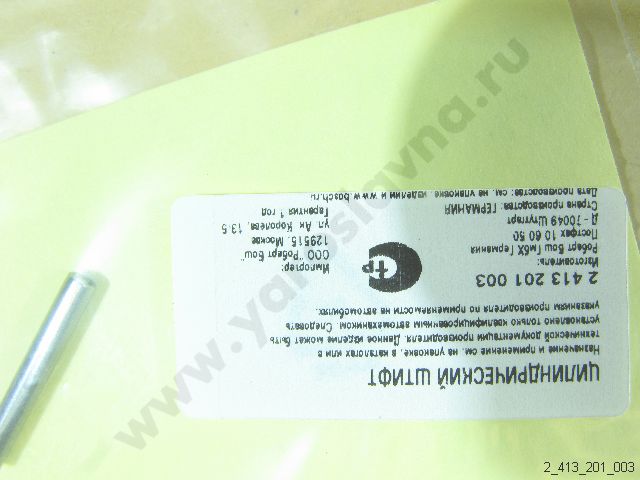 ЦИЛИНДРИЧЕСКИЙ ШТИФТ
Назначение и применение см. на упаковке, в каталогах или в
технической документации производителя. Данное изделие может быть
установлено только квалифицированным автомехаником. Следовать
указаниям производителя по применяемости на автомобилях.
2 413 201 003
Изготовитель:
Роберт Бош ГмбХ Германия
Постфах 10 60 50
Д - 70049 Штутгарт
Страна производства: ГЕРМАНИЯ
Дата производства: см. на упаковке, изделии и www.bosch.ru
Импортер:
ООО "Роберт Бош"
129515, Москва
ул. Ак. Королева, 13,5
Гарантия 1 год
www.yaroslavna.ru
2_413_201_003